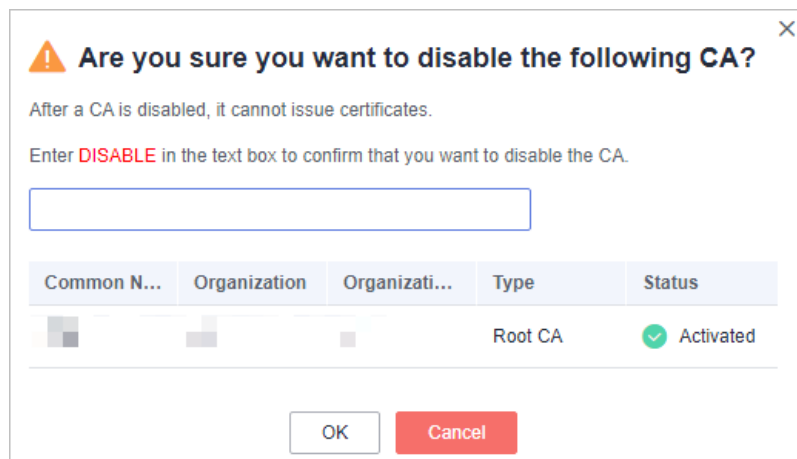 Are you sure you want to disable the following CA?
After a CA is disabled, it cannot issue certificates.
Enter DISABLE in the text box to confirm that you want to disable the CA.
Common N... Organization Organizati... Type Status
Root CA Activated
OK Cancel